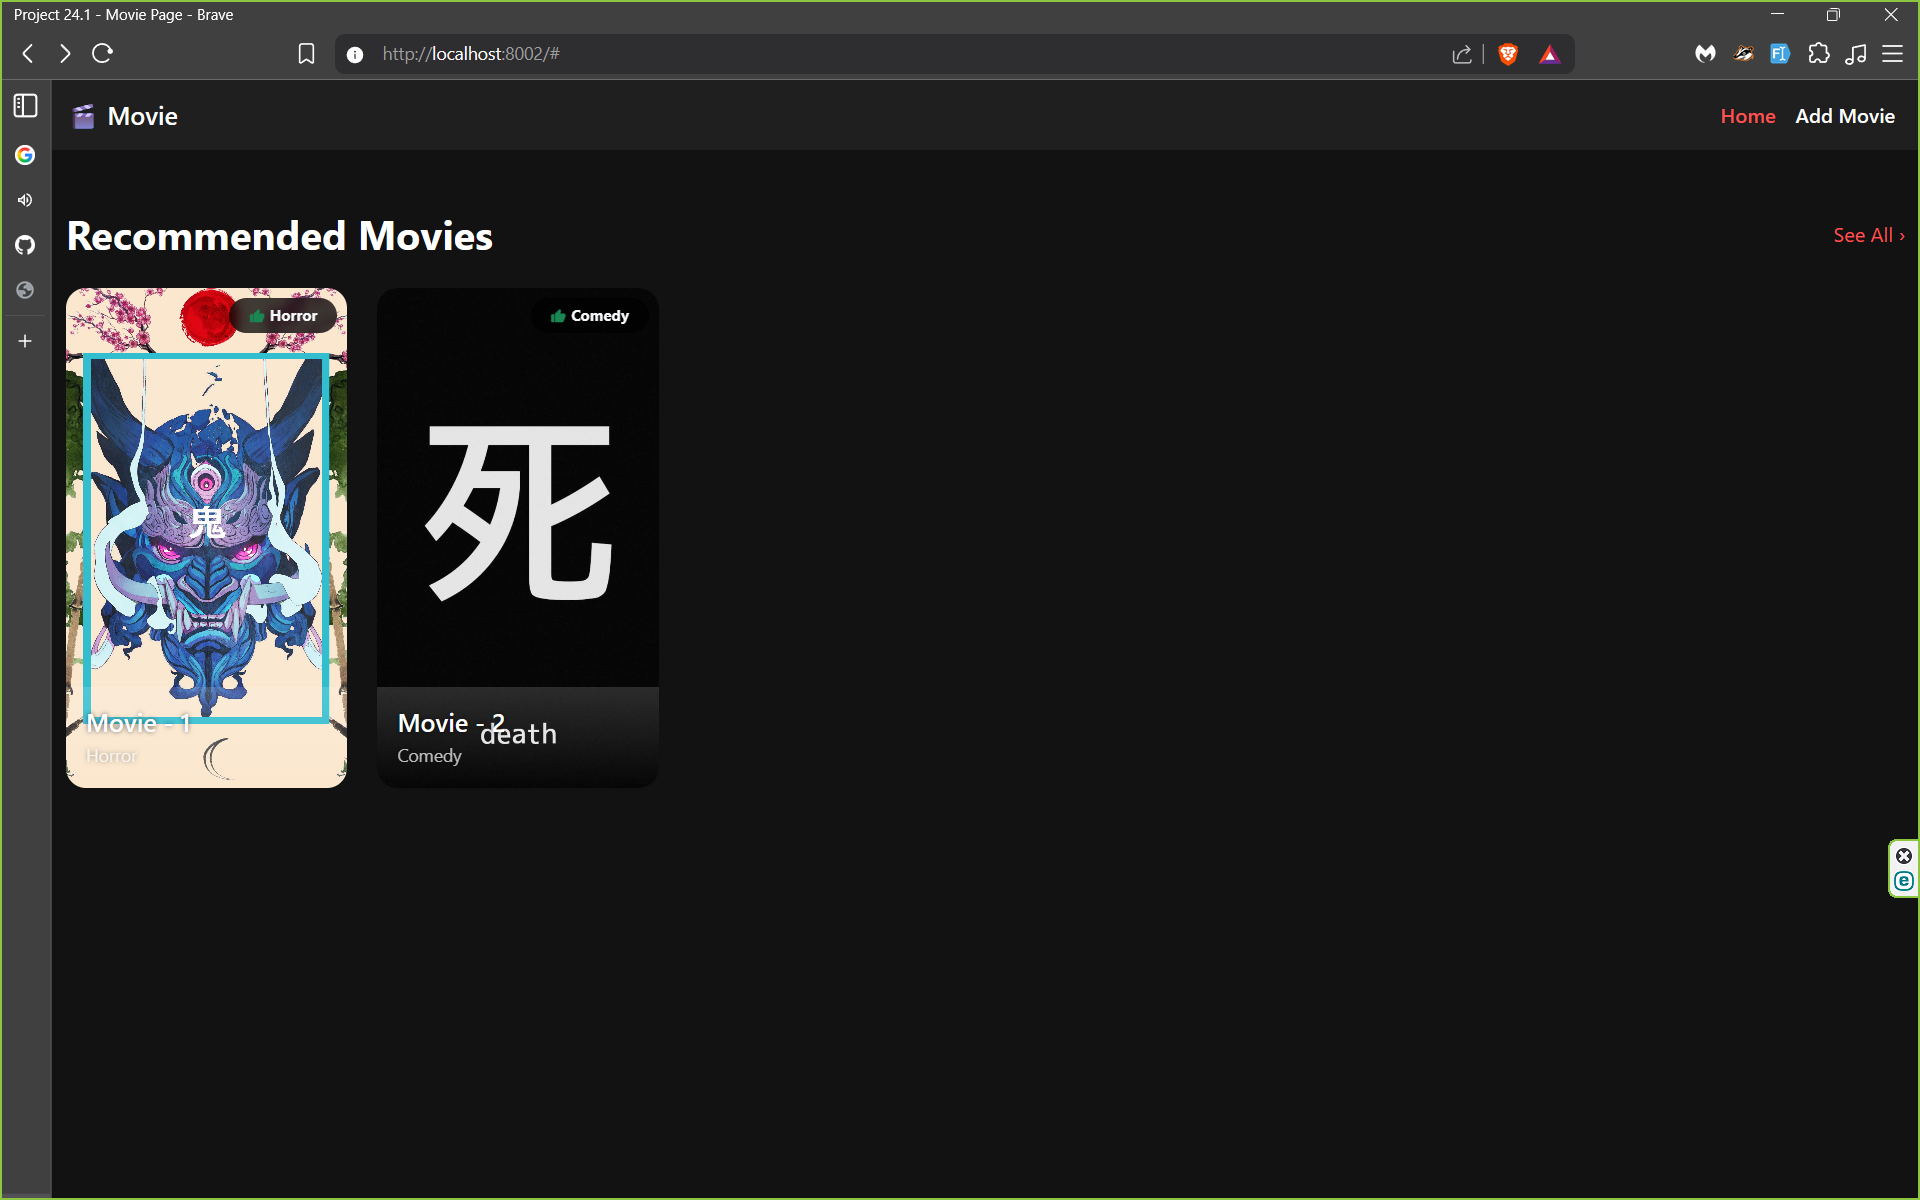 Project 24.1 - Movie Page - Brave
http://localhost:8002/#
Movie
Home Add Movie
Recommended Movies
See All ›
Horror
鬼
Movie - 1
Horror
Comedy
死
Movie - 2
death
Comedy